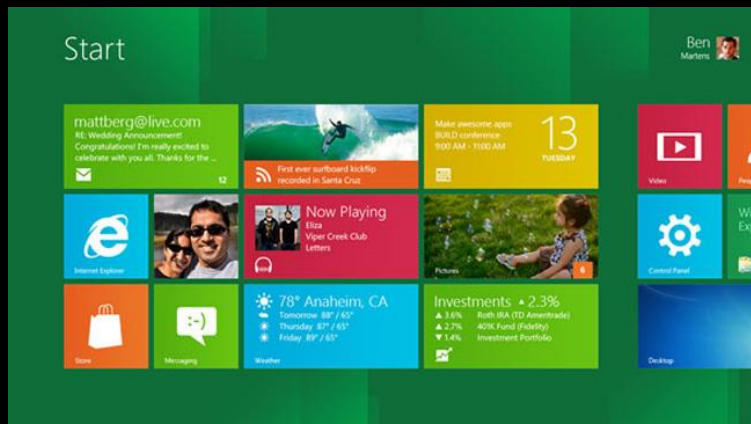 Start
Ben
Martens
mattberg@live.com
RE: Wedding Announcement!
Congratulations! I'm really excited to
celebrate with you all. Thanks for the ...
12
First ever surfboard kickflip
recorded in Santa Cruz
Make awesome apps
BUILD conference
9:00 AM - 11:00 AM
13
TUESDAY
Video
Internet Explorer
Now Playing
Eliza
Viper Creek Club
Letters
Pictures
6
Control Panel
Store
:-)
Messaging
78° Anaheim, CA
Tomorrow 88° / 65°
Thursday 87° / 65°
Friday 89° / 65°
Weather
Investments ▲ 2.3%
▲ 3.6% Roth IRA (TD Ameritrade)
▲ 2.7% 401K Fund (Fidelity)
▼ 1.4% Investment Portfolio
Desktop